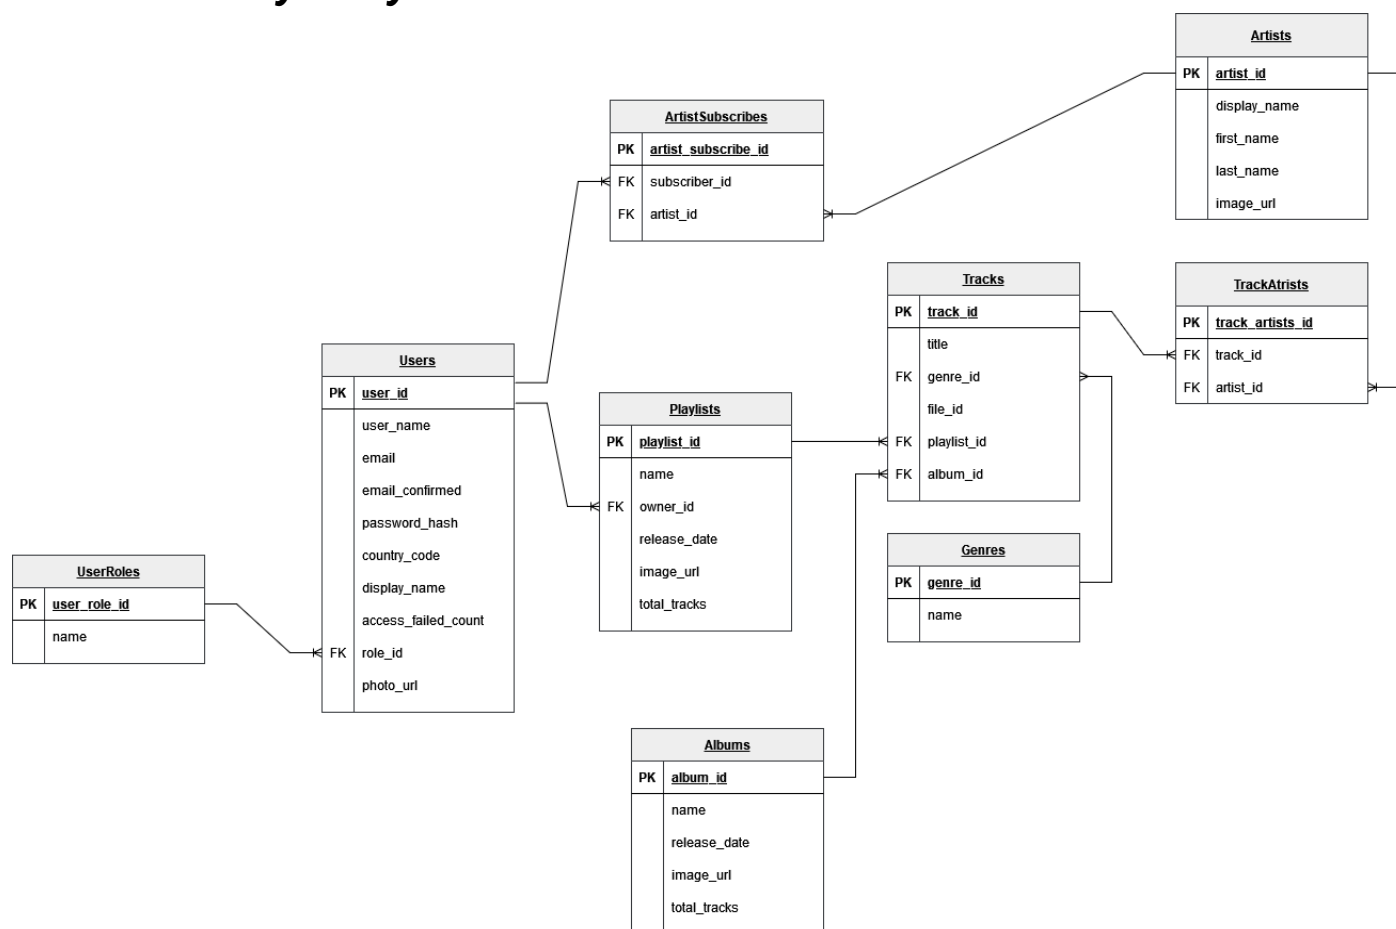 Artists
PK artist_id
display_name
first_name
last_name
image_url
ArtistSubscribes
PK artist_subscribe_id
FK subscriber_id
FK artist_id
Tracks
PK track_id
title
FK genre_id
file_id
FK playlist_id
FK album_id
TrackAtrists
PK track_artists_id
FK track_id
FK artist_id
Users
PK user_id
user_name
email
email_confirmed
password_hash
country_code
display_name
access_failed_count
FK role_id
photo_url
Playlists
PK playlist_id
name
FK owner_id
release_date
image_url
total_tracks
Genres
PK genre_id
name
UserRoles
PK user_role_id
name
Albums
PK album_id
name
release_date
image_url
total_tracks